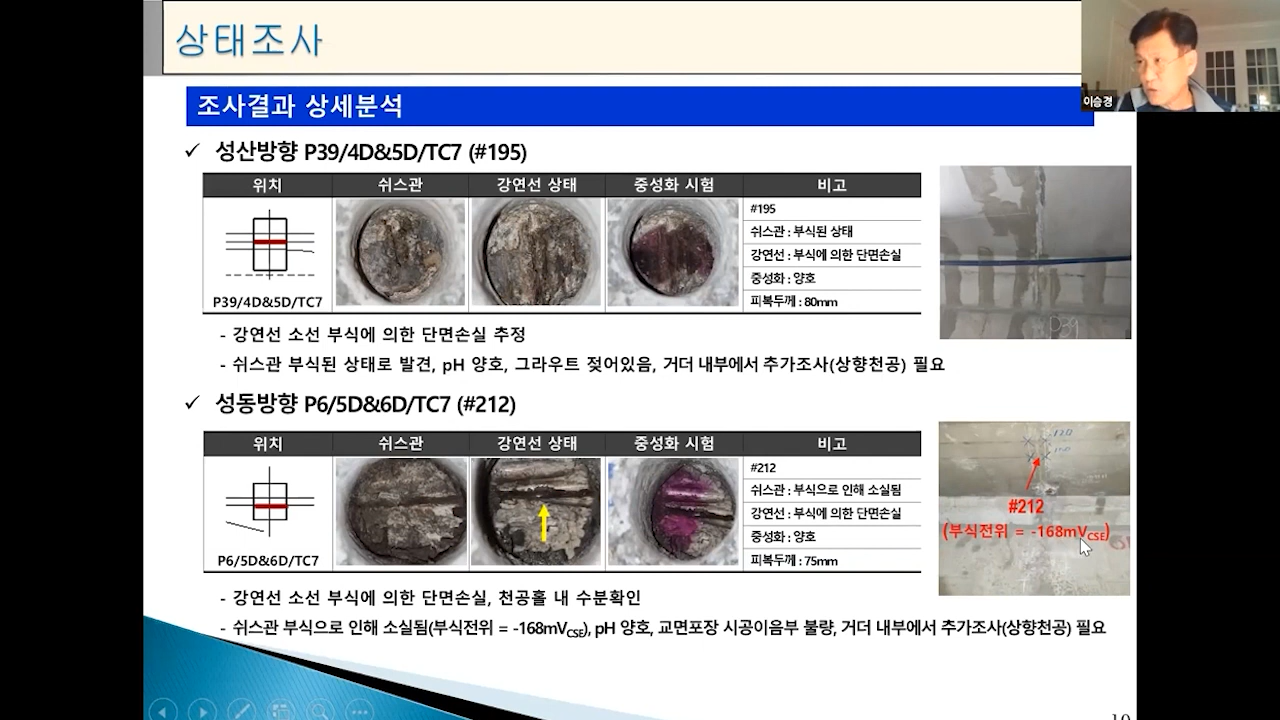 상태조사
이승경
조사결과 상세분석
✓ 성산방향 P39/4D&5D/TC7 (#195)
위치 쉬스관 강연선 상태 중성화 시험 비고
#195
쉬스관 : 부식된 상태
강연선 : 부식에 의한 단면손실
중성화 : 양호
P39/4D&5D/TC7 피복두께 : 80mm
P39
- 강연선 소선 부식에 의한 단면손실 추정
- 쉬스관 부식된 상태로 발견, pH 양호, 그라우트 젖어있음, 거더 내부에서 추가조사(상향천공) 필요
✓ 성동방향 P6/5D&6D/TC7 (#212)
위치 쉬스관 강연선 상태 중성화 시험 비고
#212
쉬스관 : 부식으로 인해 소실됨
강연선 : 부식에 의한 단면손실
중성화 : 양호
P6/5D&6D/TC7 피복두께 : 75mm
#212
(부식전위 = -168mVCSE)
- 강연선 소선 부식에 의한 단면손실, 천공홀 내 수분확인
- 쉬스관 부식으로 인해 소실됨(부식전위 = -168mVCSE), pH 양호, 교면포장 시공이음부 불량, 거더 내부에서 추가조사(상향천공) 필요